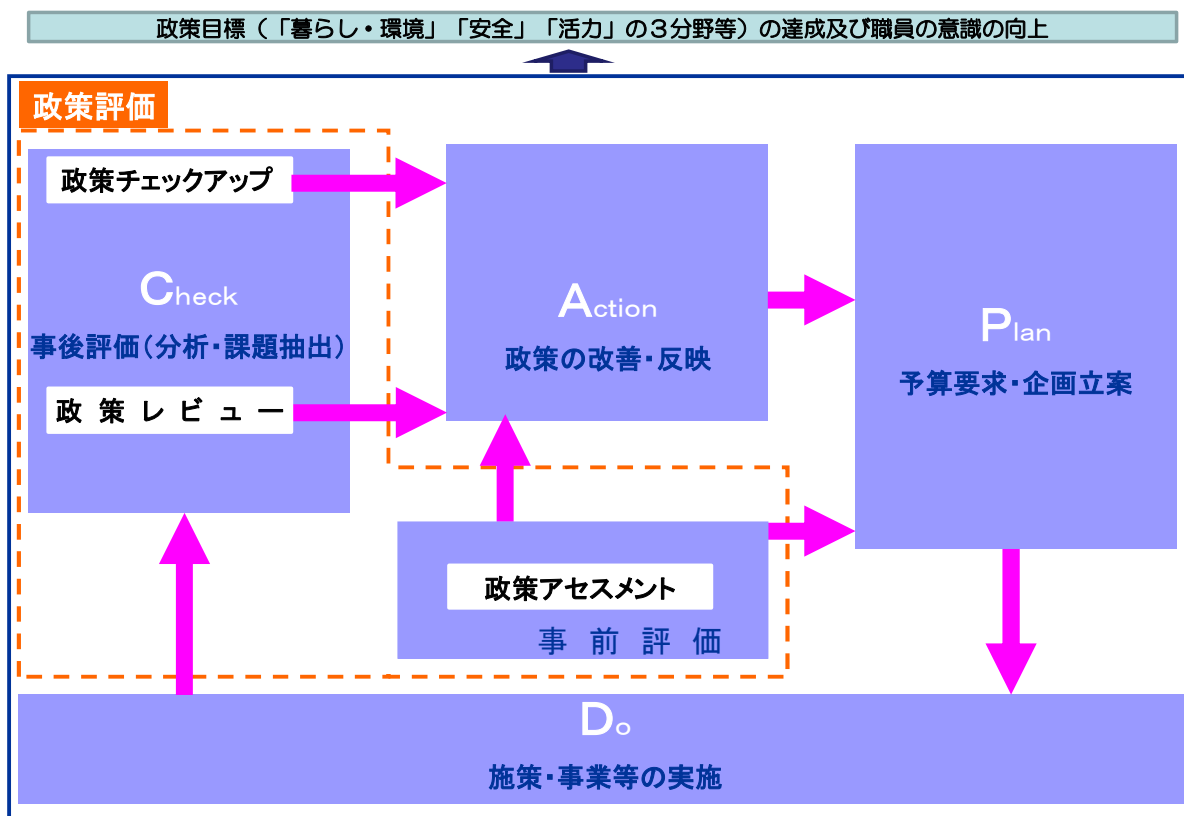 政策目標（「暮らし・環境」「安全」「活力」の３分野等）の達成及び職員の意識の向上
政策評価
政策チェックアップ
Check
事後評価（分析・課題抽出）
政策レビュー
Action
政策の改善・反映
Plan
予算要求・企画立案
政策アセスメント
事前評価
Do
施策・事業等の実施